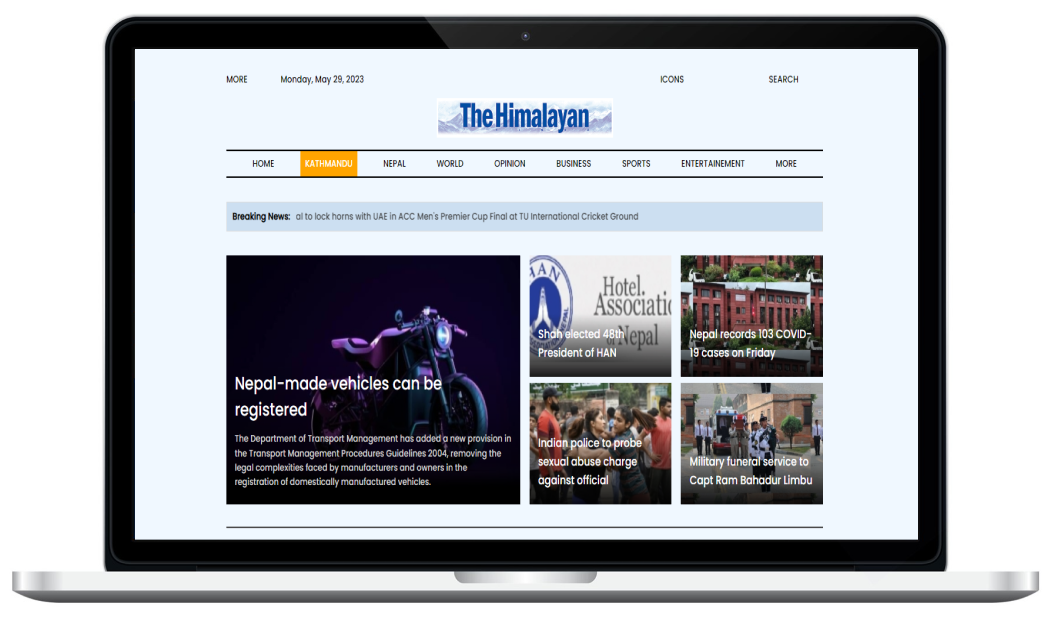 MORE Monday, May 29, 2023 ICONS SEARCH
The Himalayan
HOME KATHMANDU NEPAL WORLD OPINION BUSINESS SPORTS ENTERTAINEMENT MORE
Breaking News: al to lock horns with UAE in ACC Men's Premier Cup Final at TU International Cricket Ground
Nepal-made vehicles can be
registered
The Department of Transport Management has added a new provision in
the Transport Management Procedures Guidelines 2004, removing the
legal complexities faced by manufacturers and owners in the
registration of domestically manufactured vehicles.
HAN
Hotel
Associatio
of Nepal
Shah elected 48th
President of HAN
Nepal records 103 COVID-
19 cases on Friday
Indian police to probe
sexual abuse charge
against official
Military funeral service to
Capt Ram Bahadur Limbu